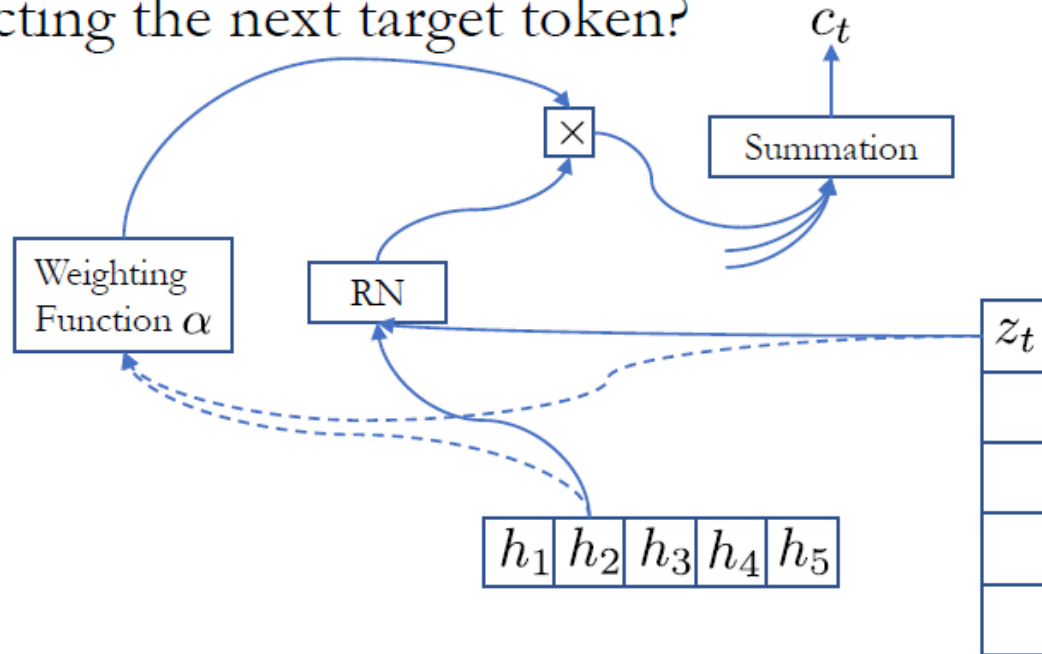 cting the next target token?
c_t
×
Summation
Weighting
Function α
RN
z_t
h_1 h_2 h_3 h_4 h_5